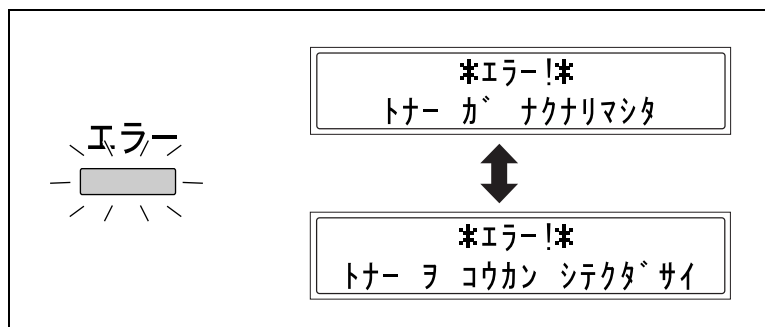 エラー
*エラー!*
トナー ガ ナクナリマシタ
*エラー!*
トナー ヲ コウカン シテクダサイ